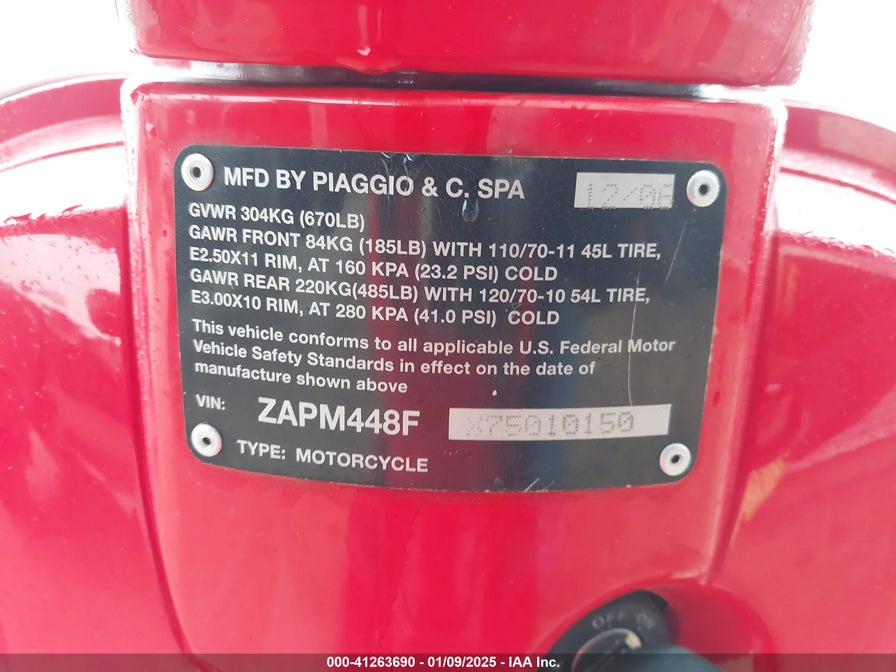 MFD BY PIAGGIO & C. SPA 12/06
GVWR 304KG (670LB)
GAWR FRONT 84KG (185LB) WITH 110/70-11 45L TIRE,
E2.50X11 RIM, AT 160 KPA (23.2 PSI) COLD
GAWR REAR 220KG(485LB) WITH 120/70-10 54L TIRE,
E3.00X10 RIM, AT 280 KPA (41.0 PSI) COLD
This vehicle conforms to all applicable U.S. Federal Motor
Vehicle Safety Standards in effect on the date of
manufacture shown above
VIN: ZAPM448F X75010150
TYPE: MOTORCYCLE
OFF ON
000-41263690 - 01/09/2025 - IAA Inc.